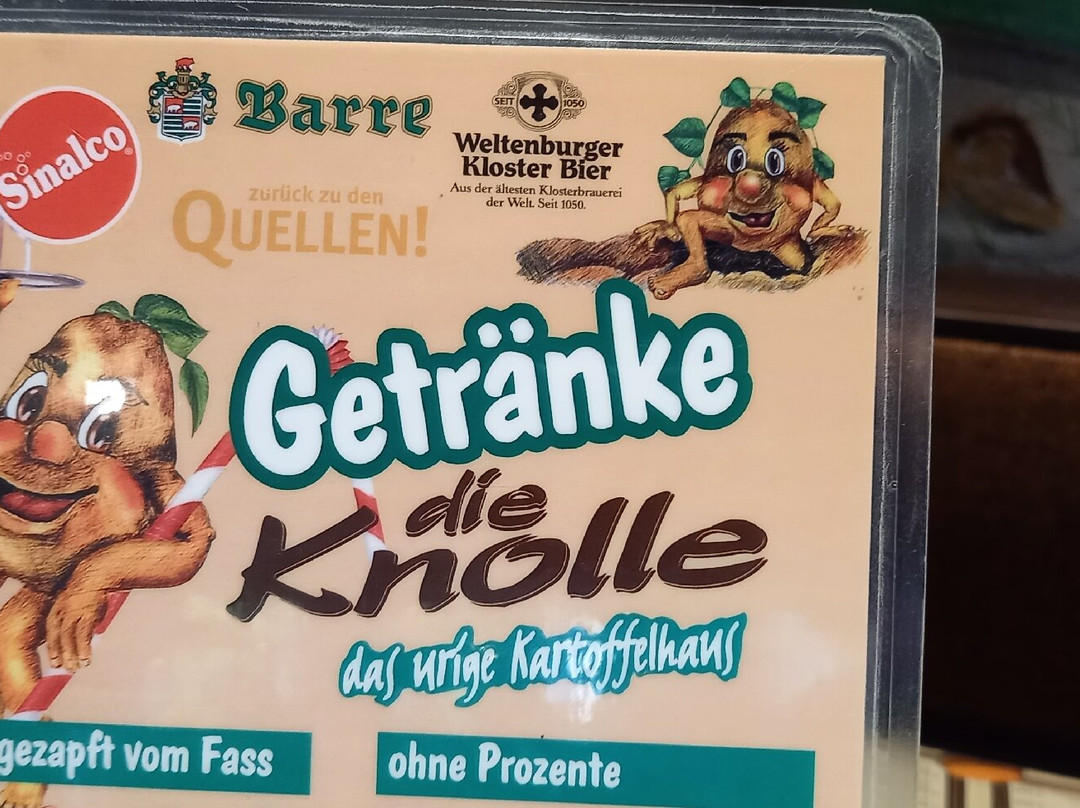 Sinalco
Barre
SEIT 1050
Weltenburger
Kloster Bier
Aus der ältesten Klosterbrauerei
der Welt. Seit 1050.
zurück zu den
QUELLEN!
Getränke
die
Knolle
das urige Kartoffelhaus
gezapft vom Fass
ohne Prozente